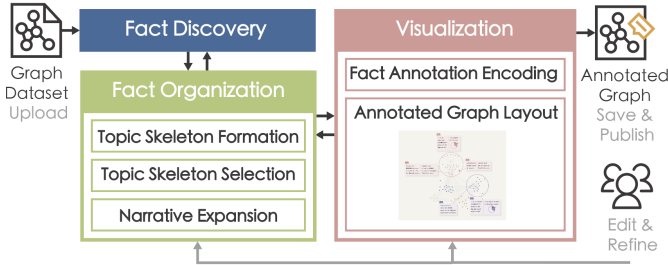 Graph
Dataset
Upload
Fact Discovery
Fact Organization
Topic Skeleton Formation
Topic Skeleton Selection
Narrative Expansion
Visualization
Fact Annotation Encoding
Annotated Graph Layout
Annotated
Graph
Save &
Publish
Edit &
Refine